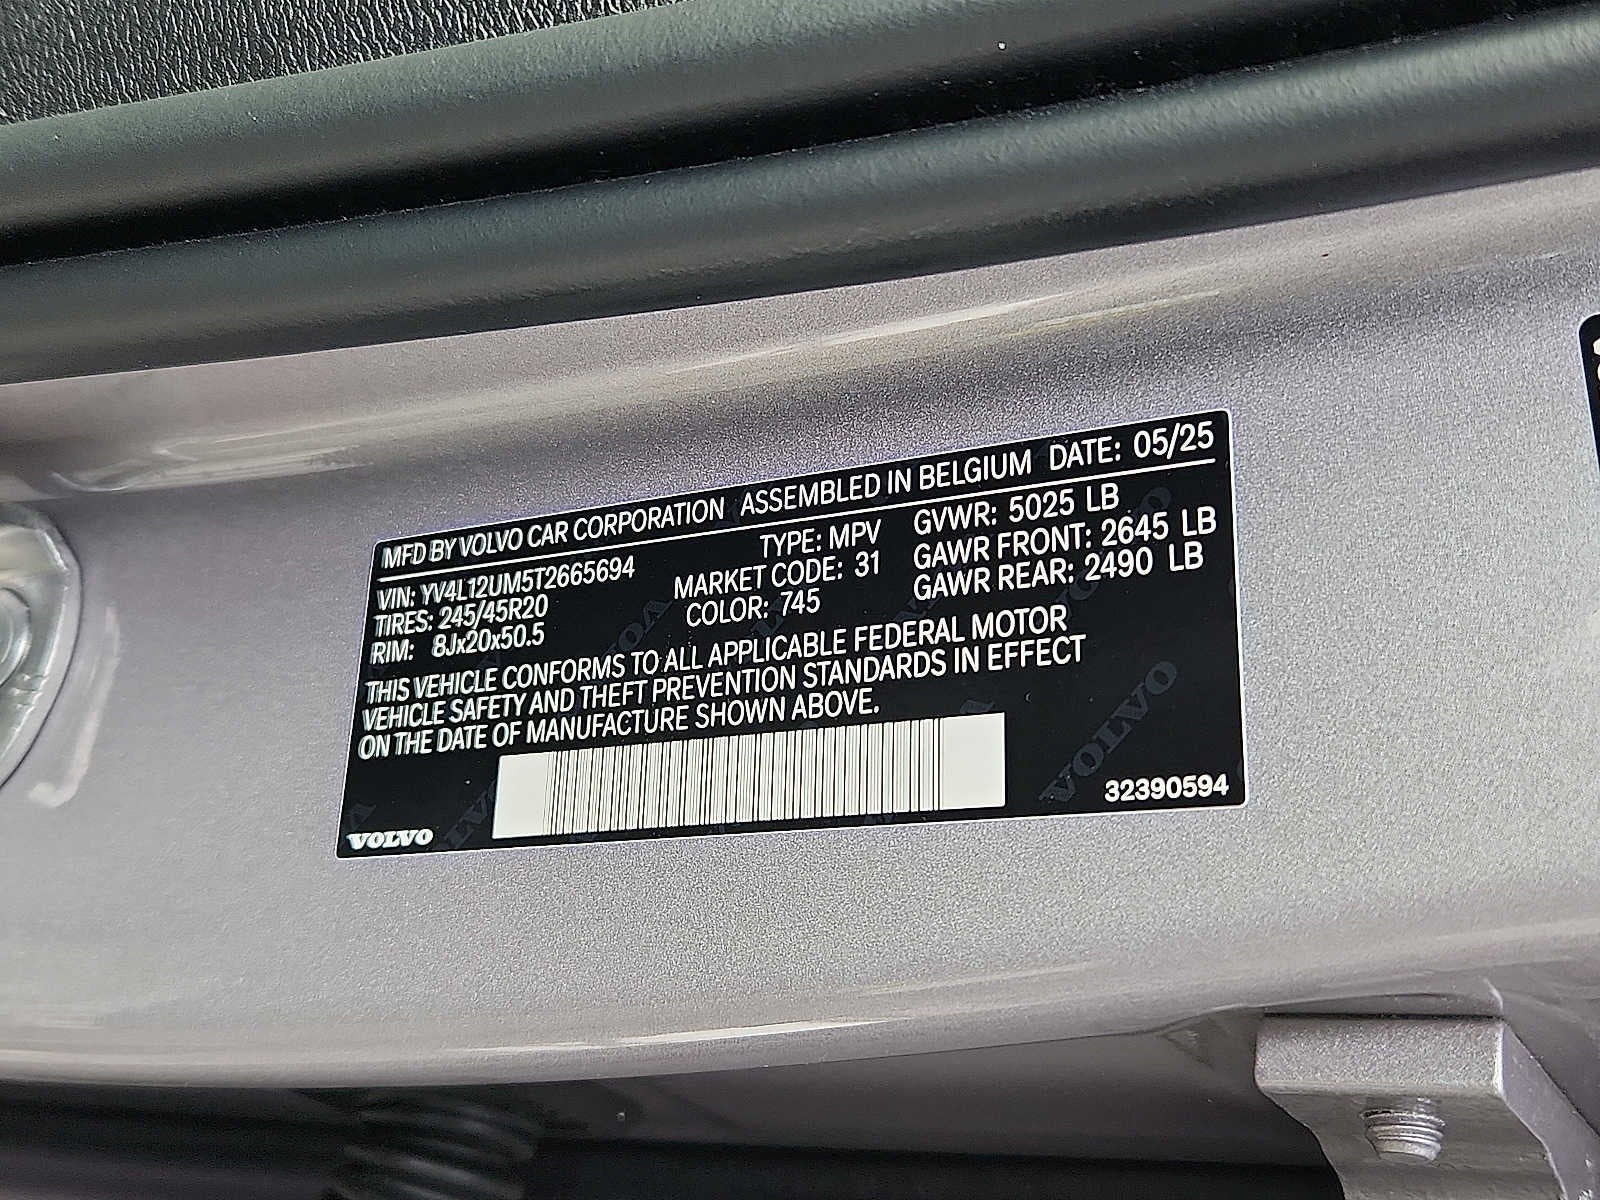 MFD BY VOLVO CAR CORPORATION ASSEMBLED IN BELGIUM DATE: 05/25
VIN: YV4L12UM5T2665694 TYPE: MPV GVWR: 5025 LB
TIRES: 245/45R20 MARKET CODE: 31 GAWR FRONT: 2645 LB
RIM: 8Jx20x50.5 COLOR: 745 GAWR REAR: 2490 LB
THIS VEHICLE CONFORMS TO ALL APPLICABLE FEDERAL MOTOR
VEHICLE SAFETY AND THEFT PREVENTION STANDARDS IN EFFECT
ON THE DATE OF MANUFACTURE SHOWN ABOVE.
VOLVO 32390594